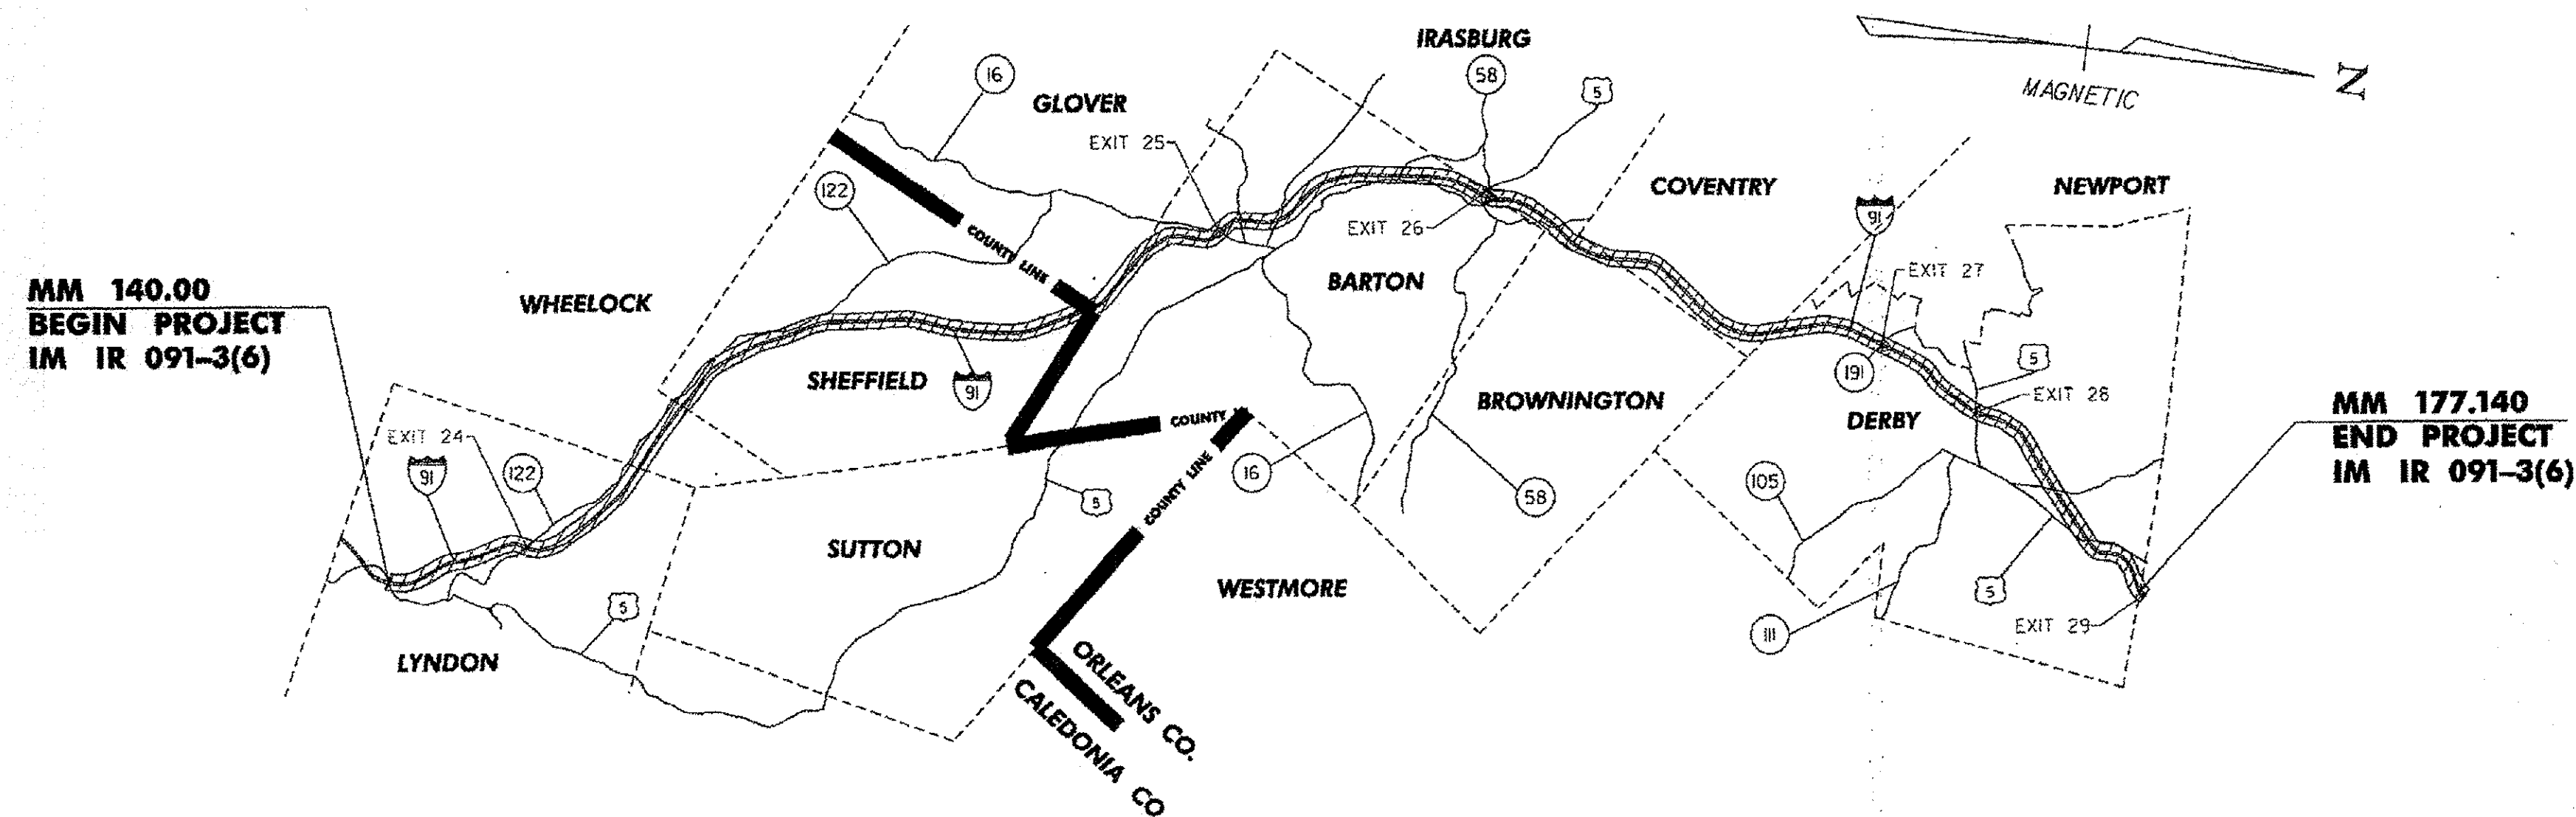 IRASBURG
16
58
5
GLOVER
MAGNETIC
N
EXIT 25
122
COVENTRY
NEWPORT
91
COUNTY LINE
EXIT 26
EXIT 27
BARTON
MM 140.00
BEGIN PROJECT
IM IR 091-3(6)
WHEELOCK
SHEFFIELD
91
191
5
EXIT 28
MM 177.140
END PROJECT
IM IR 091-3(6)
BROWNINGTON
DERBY
COUNTY
EXIT 24
91
122
COUNTY LINE
16
5
58
105
SUTTON
WESTMORE
5
5
EXIT 29
111
LYNDON
ORLEANS CO.
CALEDONIA CO